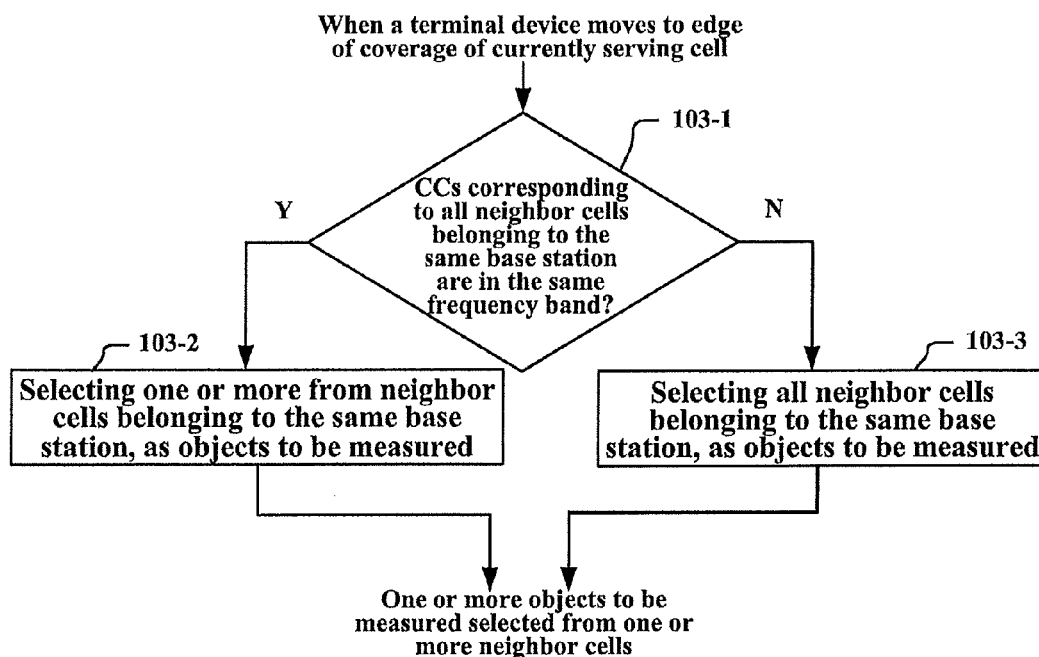 When a terminal device moves to edge
of coverage of currently serving cell
103-1
CCs corresponding
to all neighbor cells
belonging to the
same base station
are in the same
frequency band?
Y
N
103-2
Selecting one or more from neighbor
cells belonging to the same base
station, as objects to be measured
103-3
Selecting all neighbor cells
belonging to the same base
station, as objects to be measured
One or more objects to be
measured selected from one or
more neighbor cells